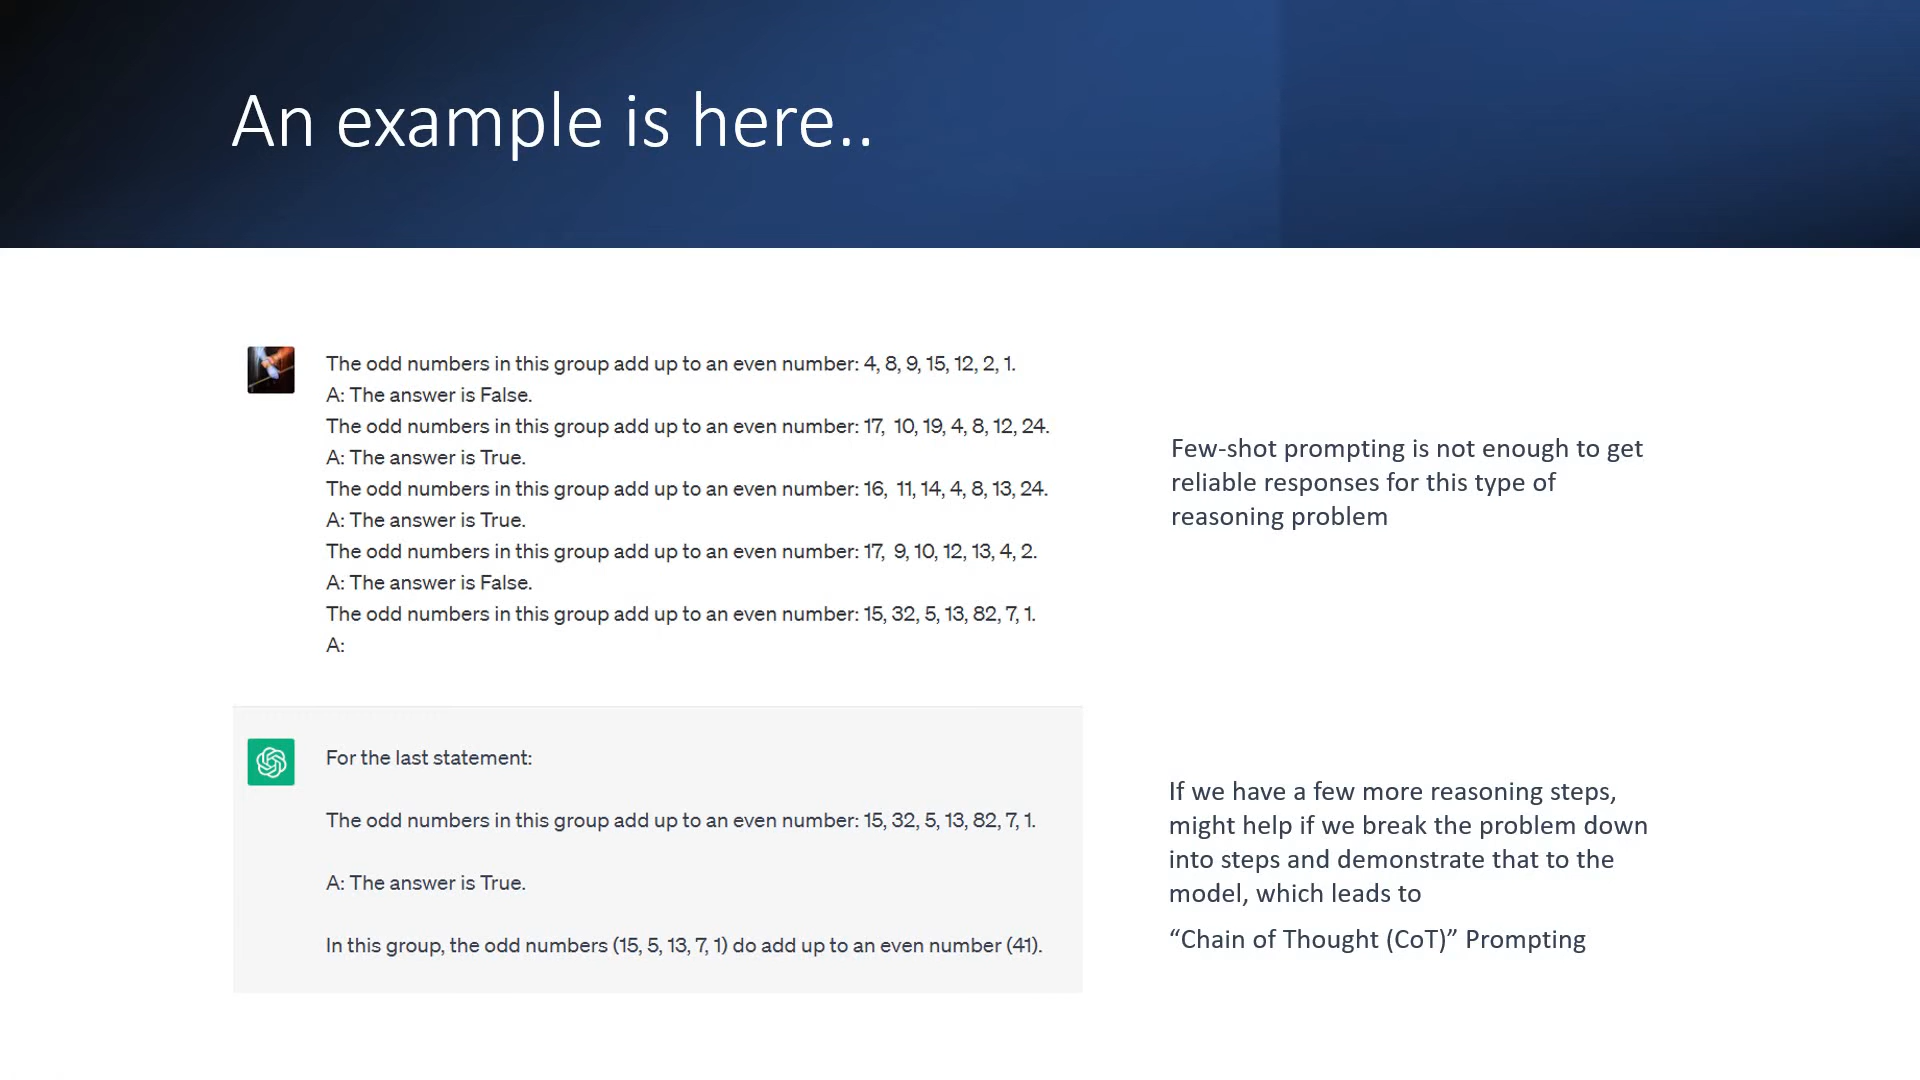 An example is here..
The odd numbers in this group add up to an even number: 4, 8, 9, 15, 12, 2, 1.
A: The answer is False.
The odd numbers in this group add up to an even number: 17,  10, 19, 4, 8, 12, 24.
A: The answer is True.
The odd numbers in this group add up to an even number: 16,  11, 14, 4, 8, 13, 24.
A: The answer is True.
The odd numbers in this group add up to an even number: 17,  9, 10, 12, 13, 4, 2.
A: The answer is False.
The odd numbers in this group add up to an even number: 15, 32, 5, 13, 82, 7, 1.
A:
For the last statement:
The odd numbers in this group add up to an even number: 15, 32, 5, 13, 82, 7, 1.
A: The answer is True.
In this group, the odd numbers (15, 5, 13, 7, 1) do add up to an even number (41).
Few-shot prompting is not enough to get
reliable responses for this type of
reasoning problem
If we have a few more reasoning steps,
might help if we break the problem down
into steps and demonstrate that to the
model, which leads to
“Chain of Thought (CoT)” Prompting